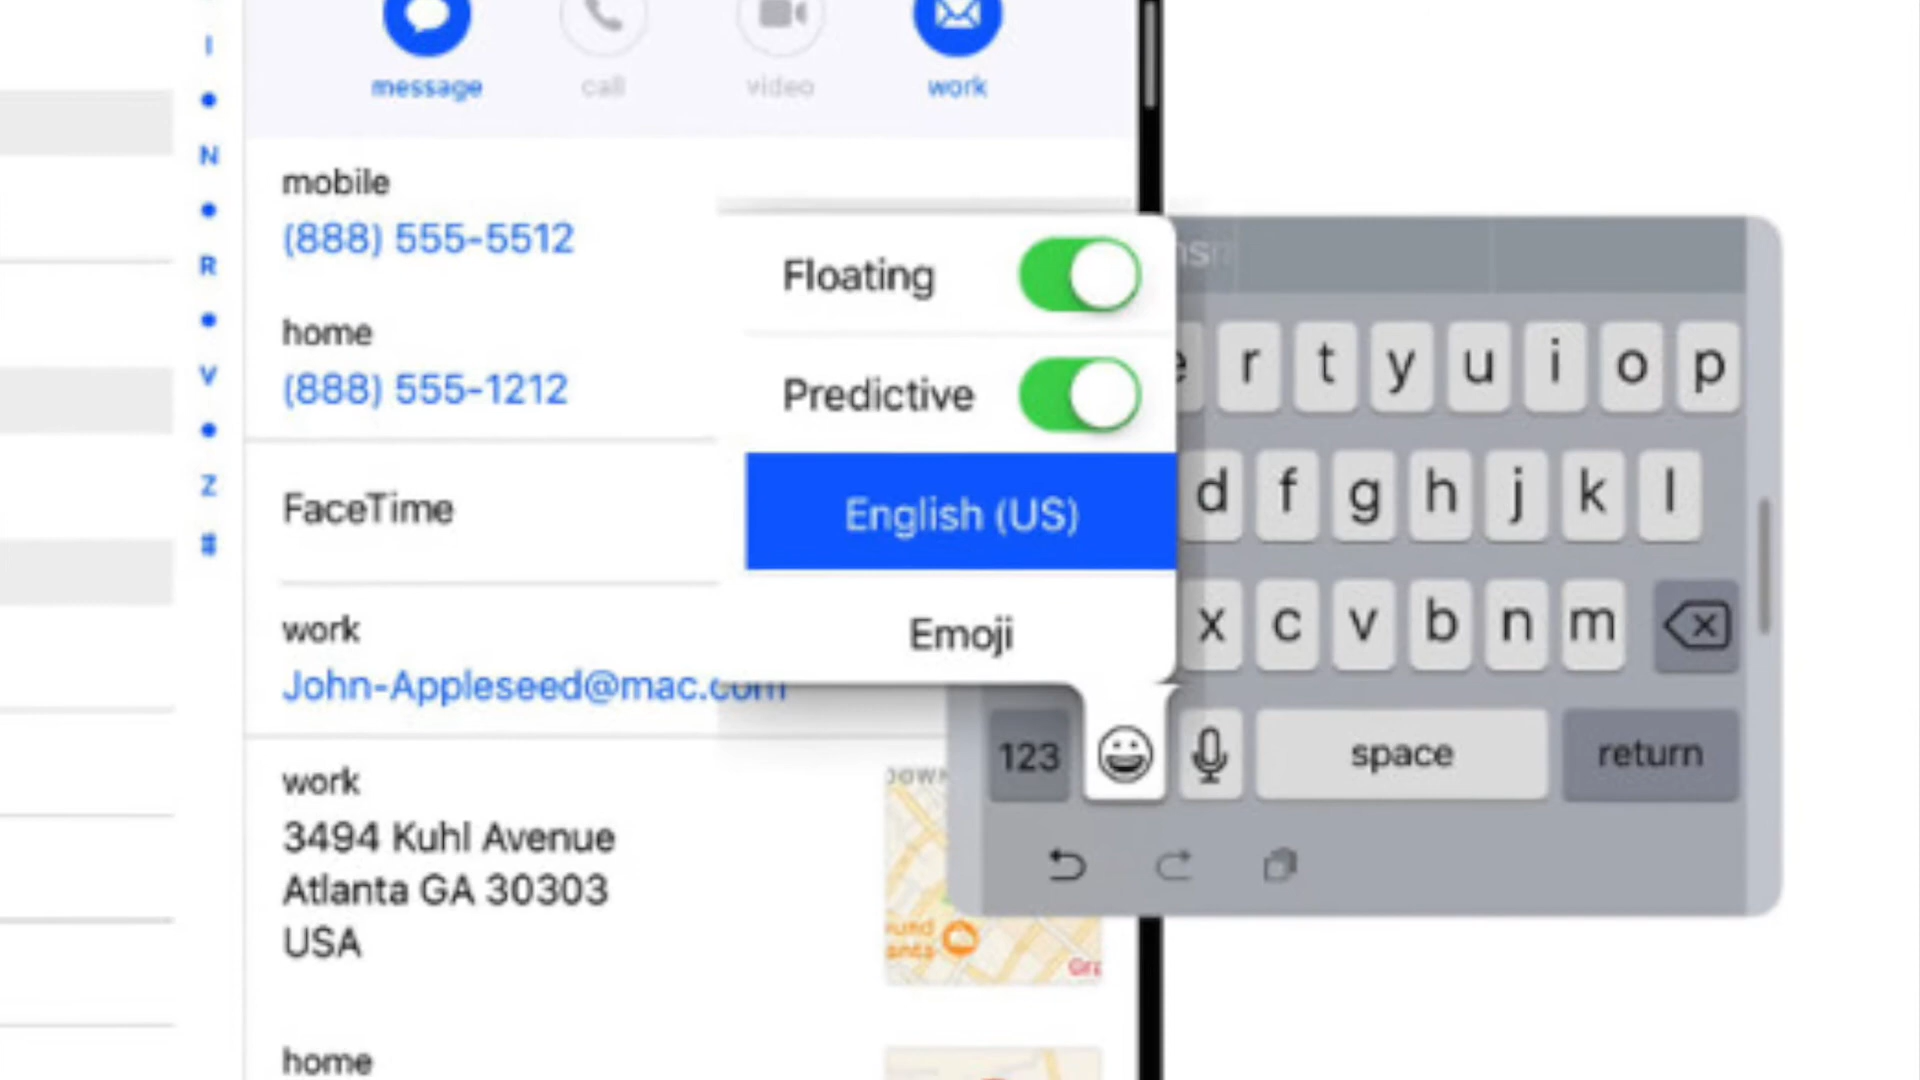 I
N
R
V
Z
#
message call video work
mobile
(888) 555-5512
home
(888) 555-1212
FaceTime
work
John-Appleseed@mac.com
work
3494 Kuhl Avenue
Atlanta GA 30303
USA
home
Floating
Predictive
English (US)
Emoji
e r t y u i o p
d f g h j k l
x c v b n m
123 space return